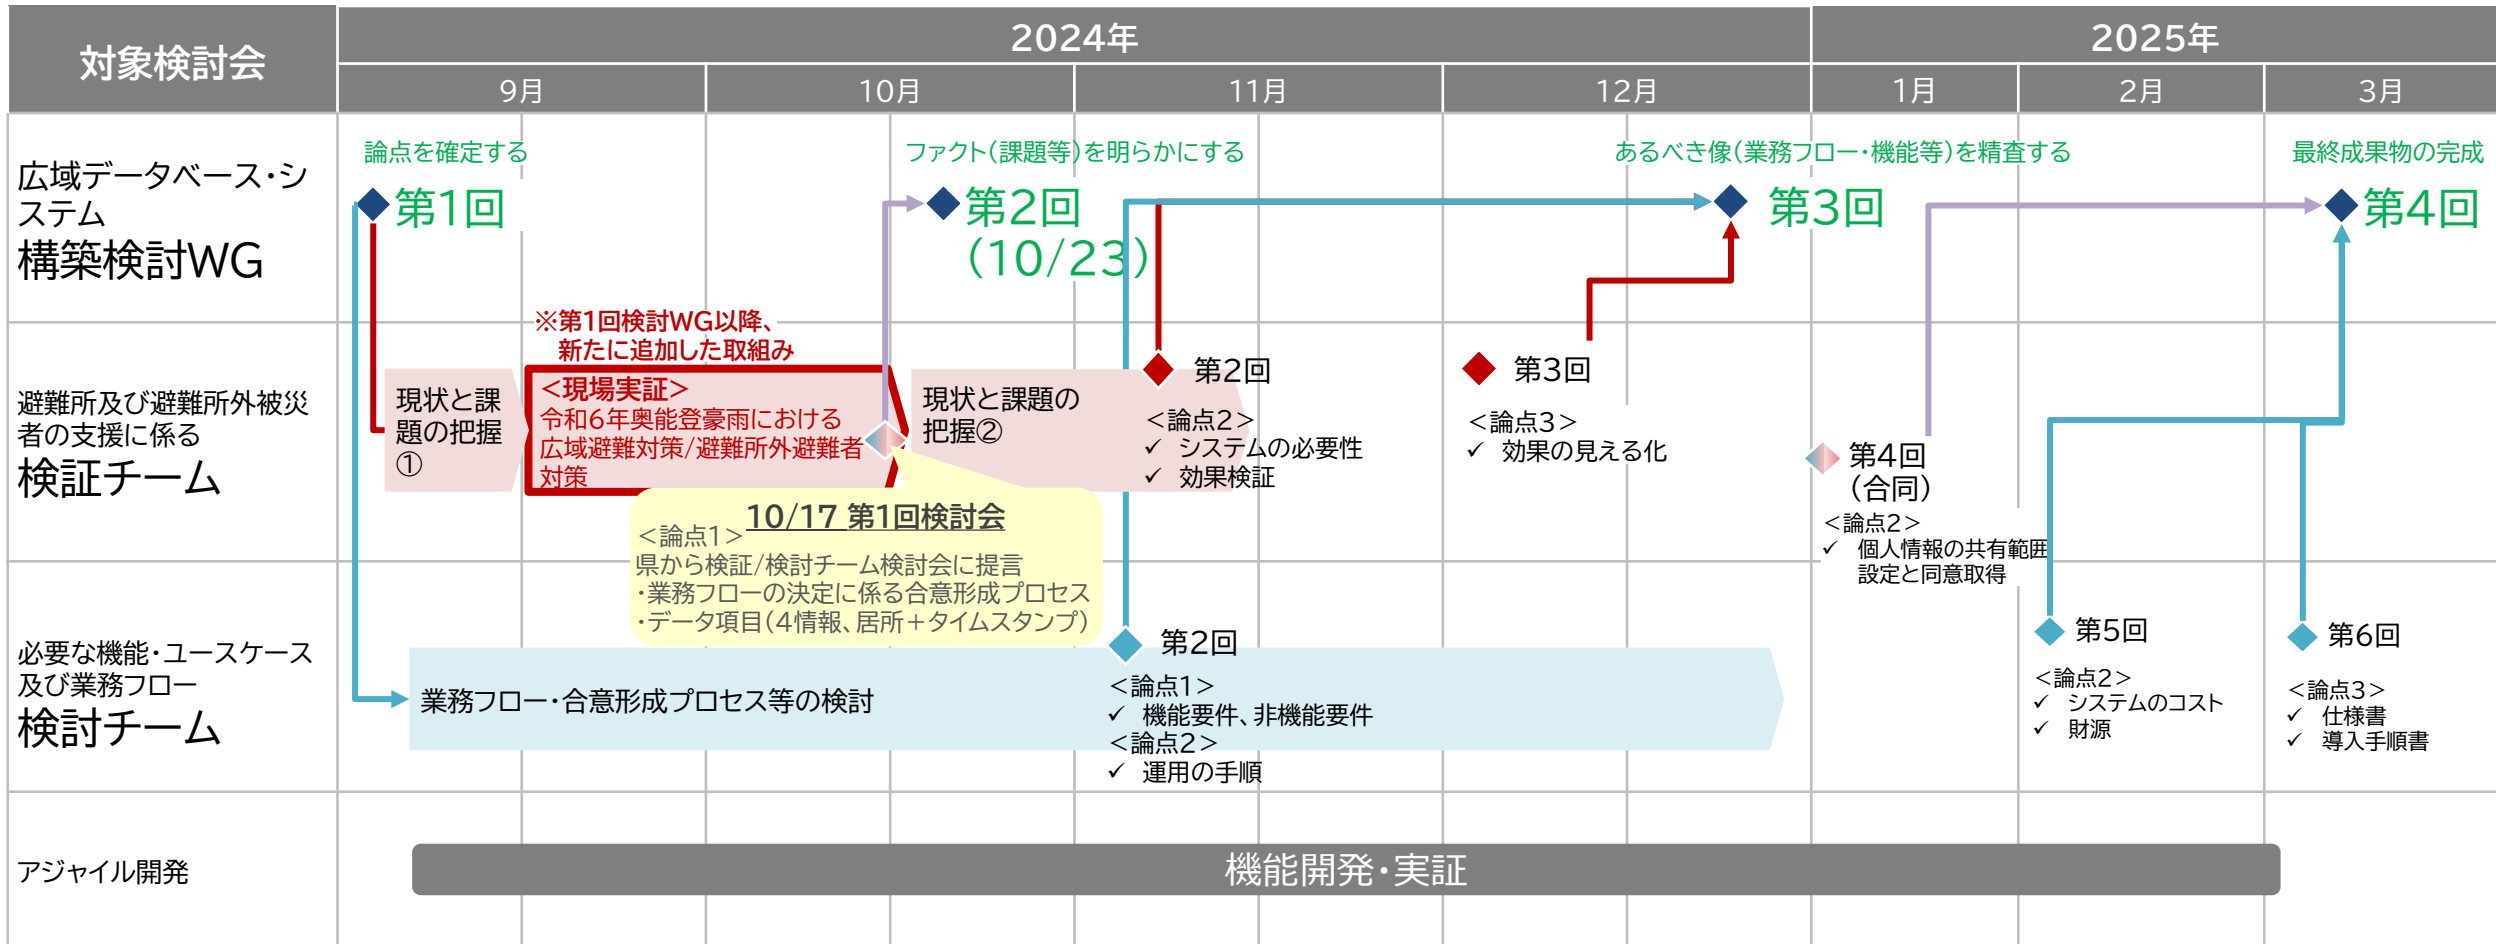 対象検討会
2024年
2025年
9月
10月
11月
12月
1月
2月
3月
広域データベース・シ
ステム
構築検討WG
論点を確定する
第1回
ファクト(課題等)を明らかにする
第2回
(10/23)
あるべき像(業務フロー・機能等)を精査する
第3回
最終成果物の完成
第4回
避難所及び避難所外被災
者の支援に係る
検証チーム
現状と課
題の把握
①
※第1回検討WG以降、
新たに追加した取組み
<現場実証>
令和6年奥能登豪雨における
広域避難対策/避難所外避難者
対策
現状と課題の
把握②
第2回
<論点2>
✓ システムの必要性
✓ 効果検証
第3回
<論点3>
✓ 効果の見える化
第4回
(合同)
<論点2>
✓ 個人情報の共有範囲
設定と同意取得
10/17 第1回検討会
<論点1>
県から検証/検討チーム検討会に提言
・業務フローの決定に係る合意形成プロセス
・データ項目(4情報、居所+タイムスタンプ)
必要な機能・ユースケース
及び業務フロー
検討チーム
業務フロー・合意形成プロセス等の検討
第2回
<論点1>
✓ 機能要件、非機能要件
<論点2>
✓ 運用の手順
第5回
<論点2>
✓ システムのコスト
✓ 財源
第6回
<論点3>
✓ 仕様書
✓ 導入手順書
アジャイル開発
機能開発・実証